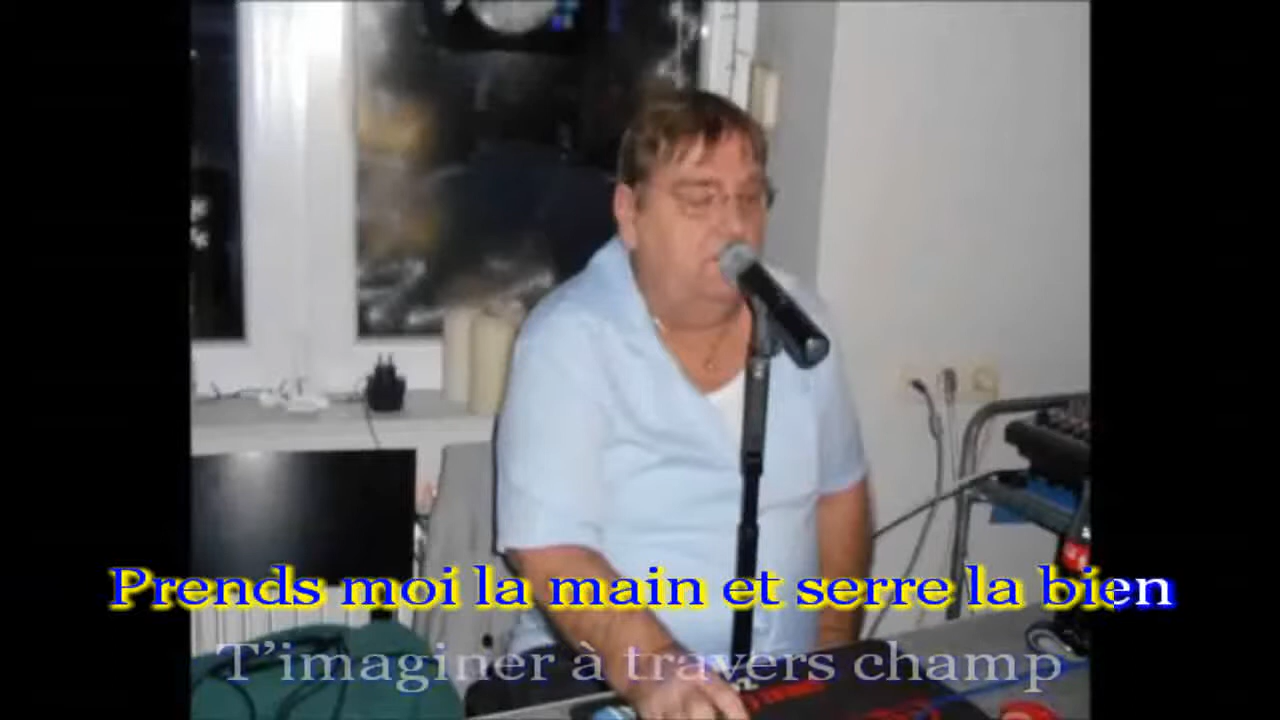 Prends moi la main et serre la bien
T’imaginer à travers champ